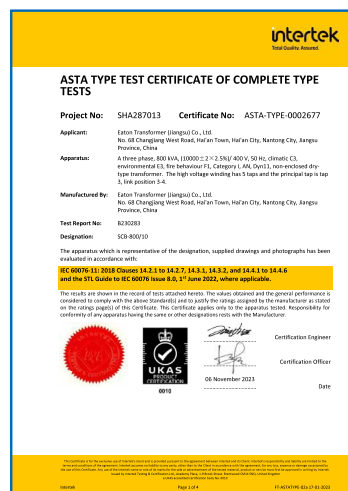 intertek
Total Quality. Assured.
ASTA TYPE TEST CERTIFICATE OF COMPLETE TYPE
TESTS
Project No: SHA287013 Certificate No: ASTA-TYPE-0002677
Applicant: Eaton Transformer (Jiangsu) Co., Ltd.
No. 68 Changjiang West Road, Hai'an Town, Hai'an City, Nantong City, Jiangsu
Province, China
Apparatus: A three phase, 800 kVA, (10000±2×2.5%)/ 400 V, 50 Hz, climatic C3,
environmental E3, fire behaviour F1, Category I, AN, Dyn11, non-enclosed dry-
type transformer. The high voltage winding has 5 taps and the principal tap is tap
3, link position 3-4.
Manufactured By: Eaton Transformer (Jiangsu) Co., Ltd.
No. 68 Changjiang West Road, Hai'an Town, Hai'an City, Nantong City, Jiangsu
Province, China
Test Report No: B230283
Designation: SCB-800/10
The apparatus which is representative of the designation, supplied drawings and photographs has been
evaluated in accordance with:
IEC 60076-11: 2018 Clauses 14.2.1 to 14.2.7, 14.3.1, 14.3.2, and 14.4.1 to 14.4.6
and the STL Guide to IEC 60076 Issue 8.0, 1st June 2022, where applicable.
The results are shown in the record of tests attached hereto. The values obtained and the general performance is
considered to comply with the above Standard(s) and to justify the ratings assigned by the manufacturer as stated
on the ratings page(s) of this Certificate. This Certificate applies only to the apparatus tested. Responsibility for
conformity of any apparatus having the same or other designations rests with the Manufacturer.
Certification Engineer
UKAS
PRODUCT
CERTIFICATION
0010
Certification Officer
06 November 2023
Date
Intertek Page 1 of 4 FT-ASTATYPE-02a 17-01-2023